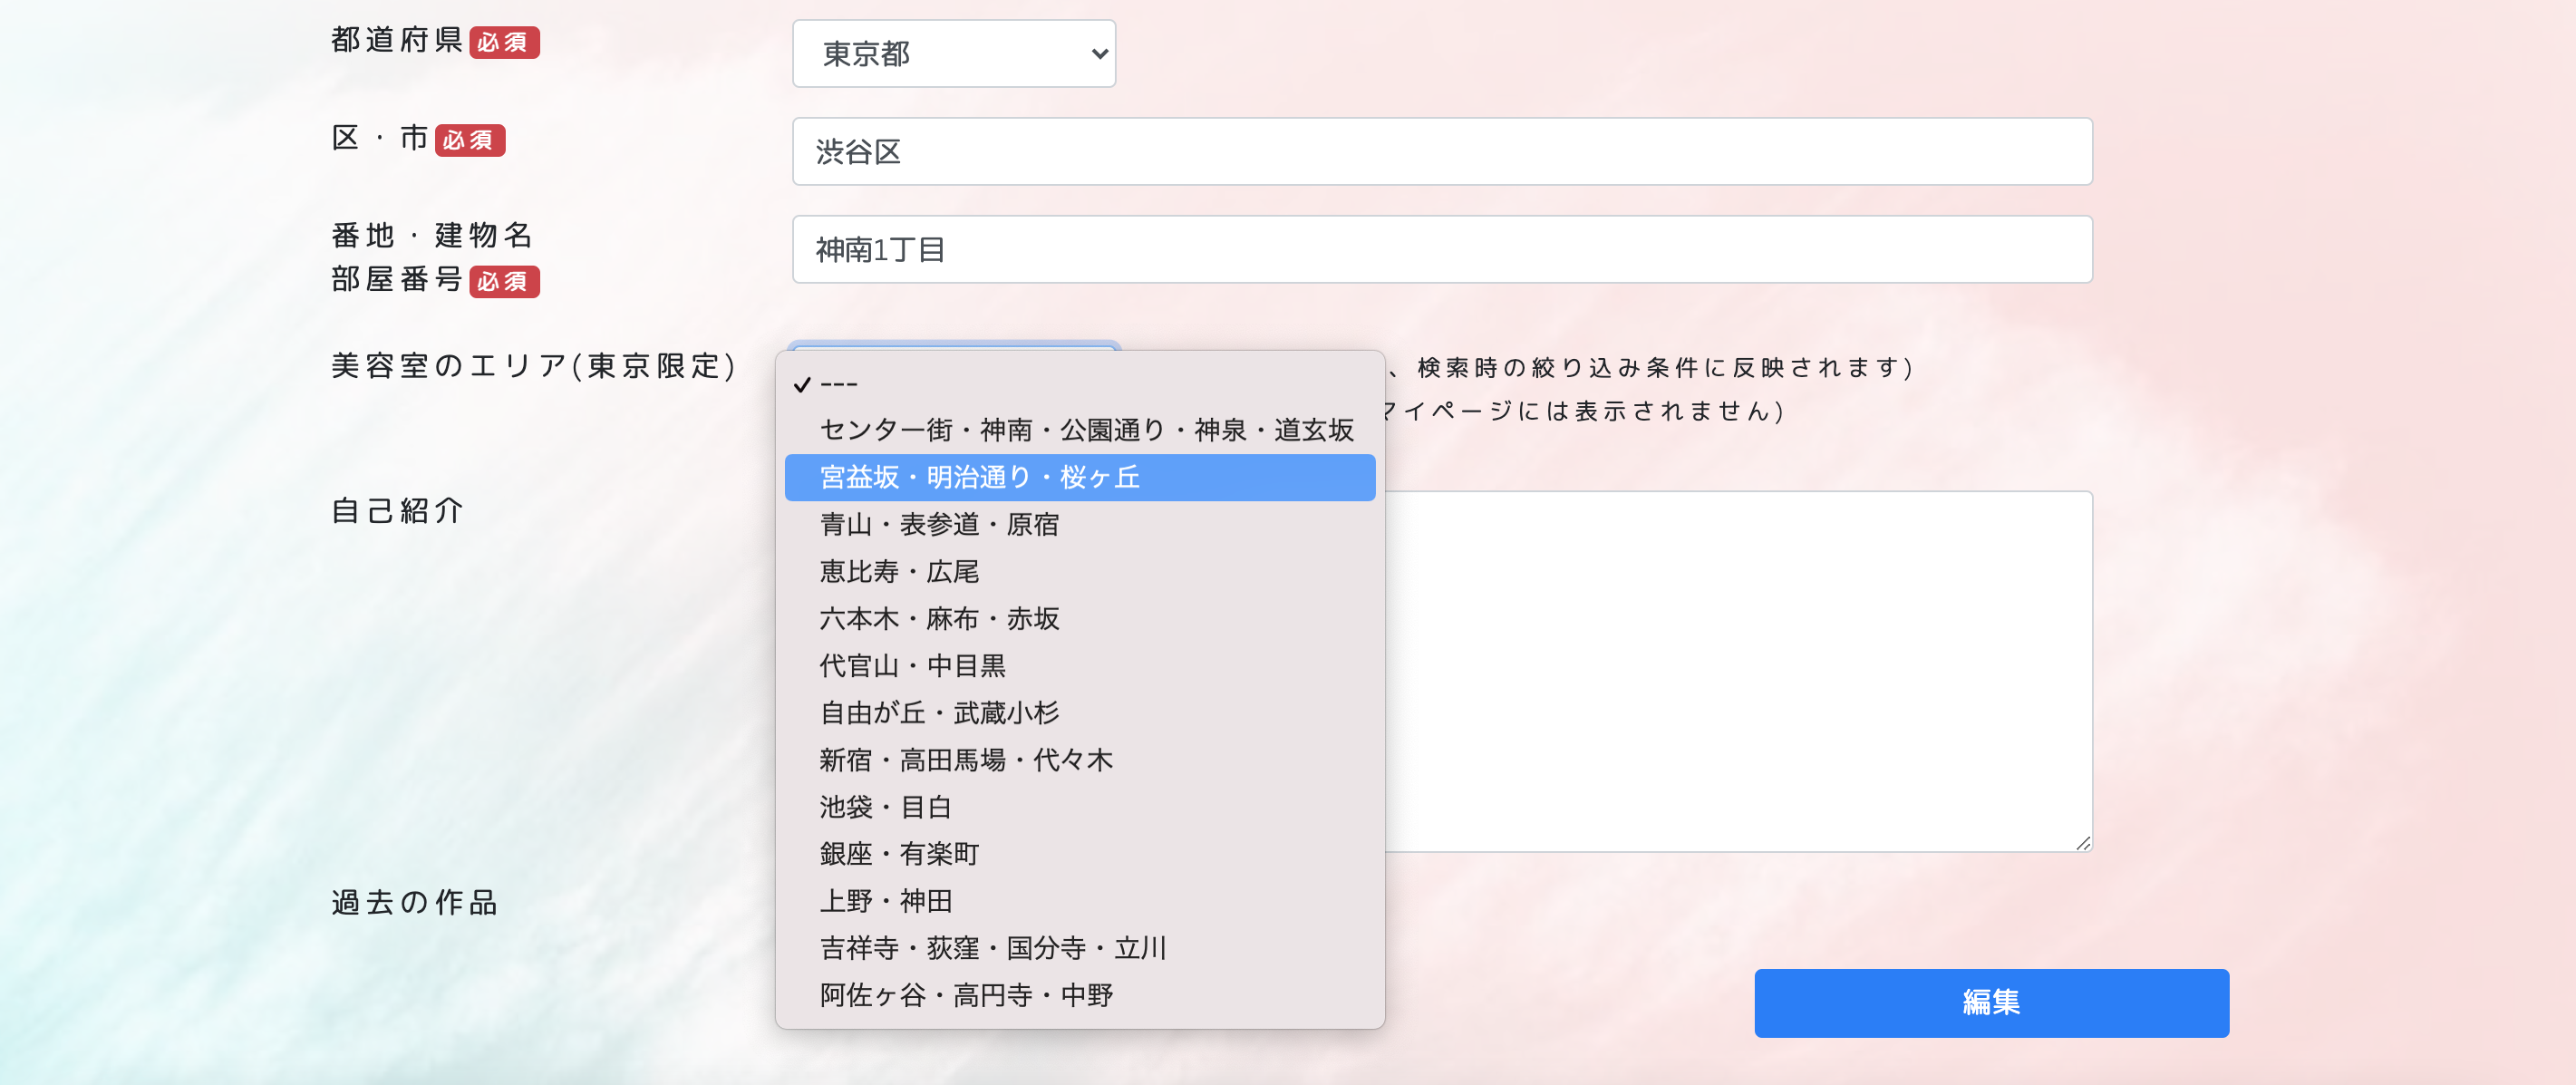 都道府県 必須
東京都
区・市 必須
渋谷区
番地・建物名
部屋番号 必須
神南1丁目
美容室のエリア(東京限定)
、検索時の絞り込み条件に反映されます)
マイページには表示されません)
---
センター街・神南・公園通り・神泉・道玄坂
宮益坂・明治通り・桜ヶ丘
青山・表参道・原宿
恵比寿・広尾
六本木・麻布・赤坂
代官山・中目黒
自由が丘・武蔵小杉
新宿・高田馬場・代々木
池袋・目白
銀座・有楽町
上野・神田
吉祥寺・荻窪・国分寺・立川
阿佐ヶ谷・高円寺・中野
自己紹介
過去の作品
編集